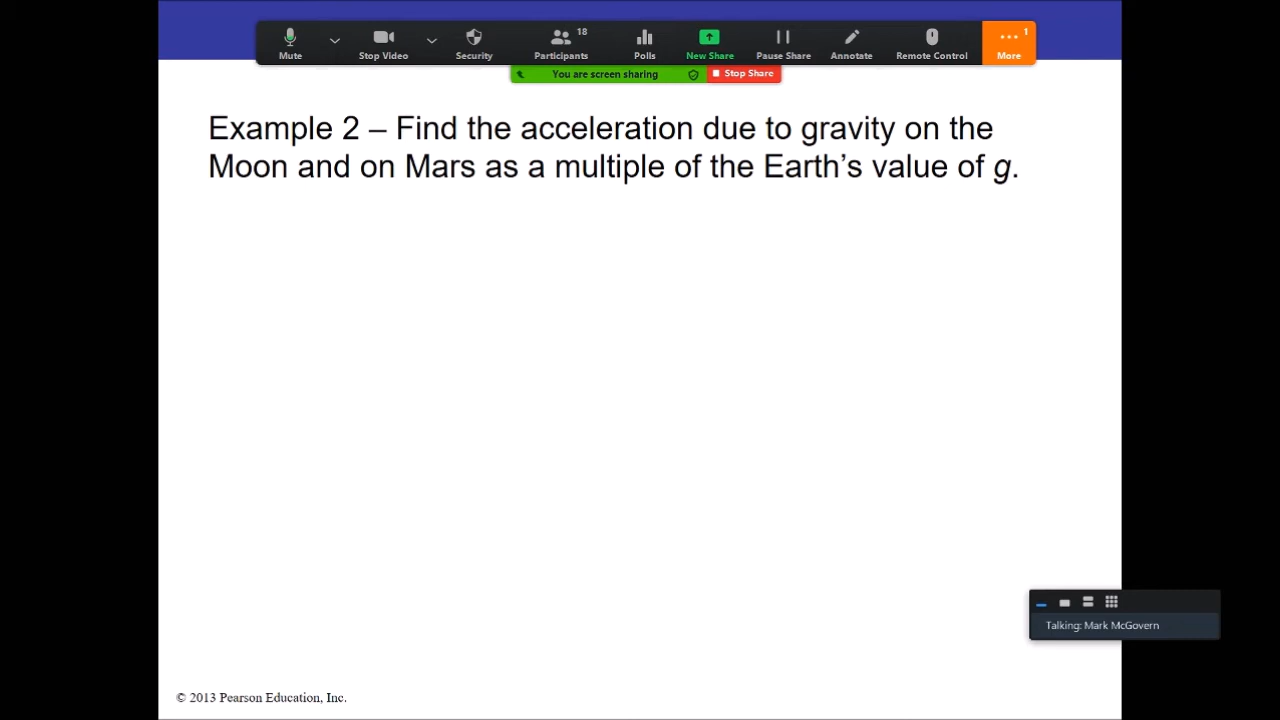 18
1
Mute
Stop Video
Security
Participants
Polls
New Share
Pause Share
Annotate
Remote Control
More
You are screen sharing
Stop Share
Example 2 – Find the acceleration due to gravity on the
Moon and on Mars as a multiple of the Earth’s value of g.
Talking: Mark McGovern
© 2013 Pearson Education, Inc.